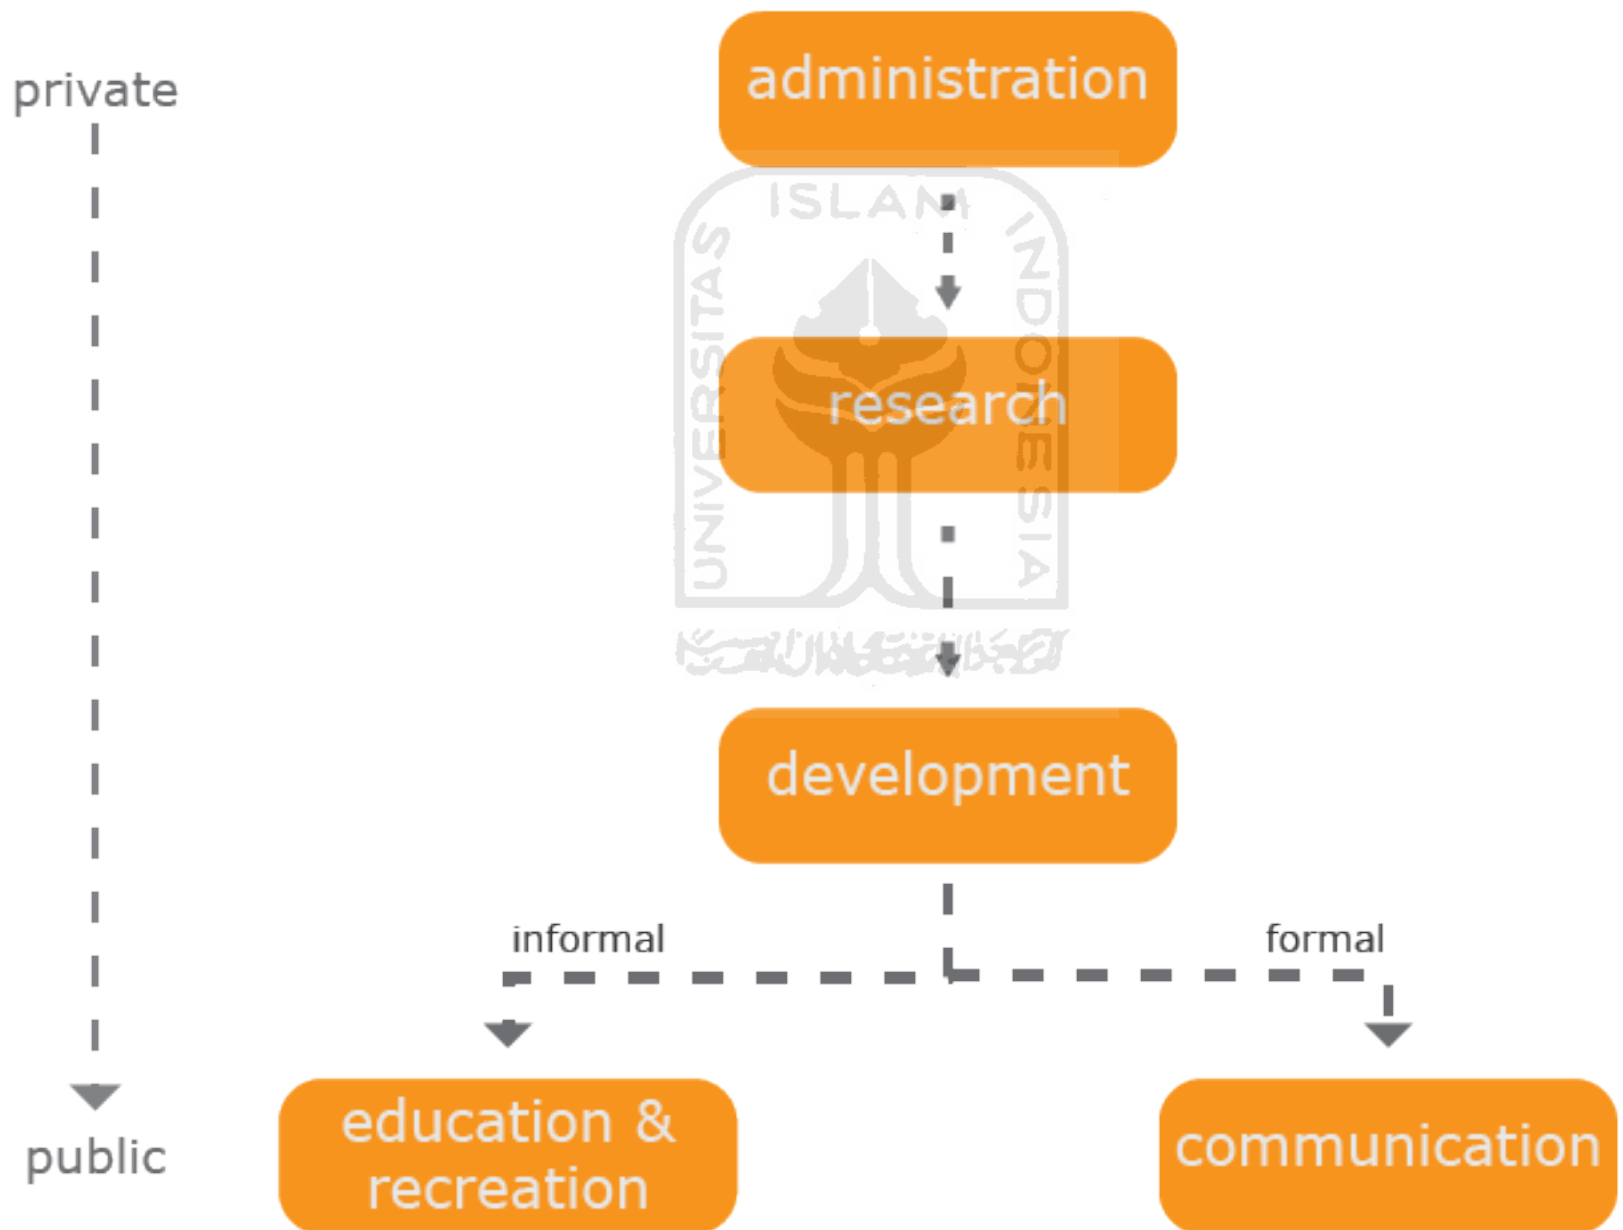 private
administration
UNIVERSITAS ISLAM INDONESIA
research
development
informal
formal
education &
recreation
communication
public